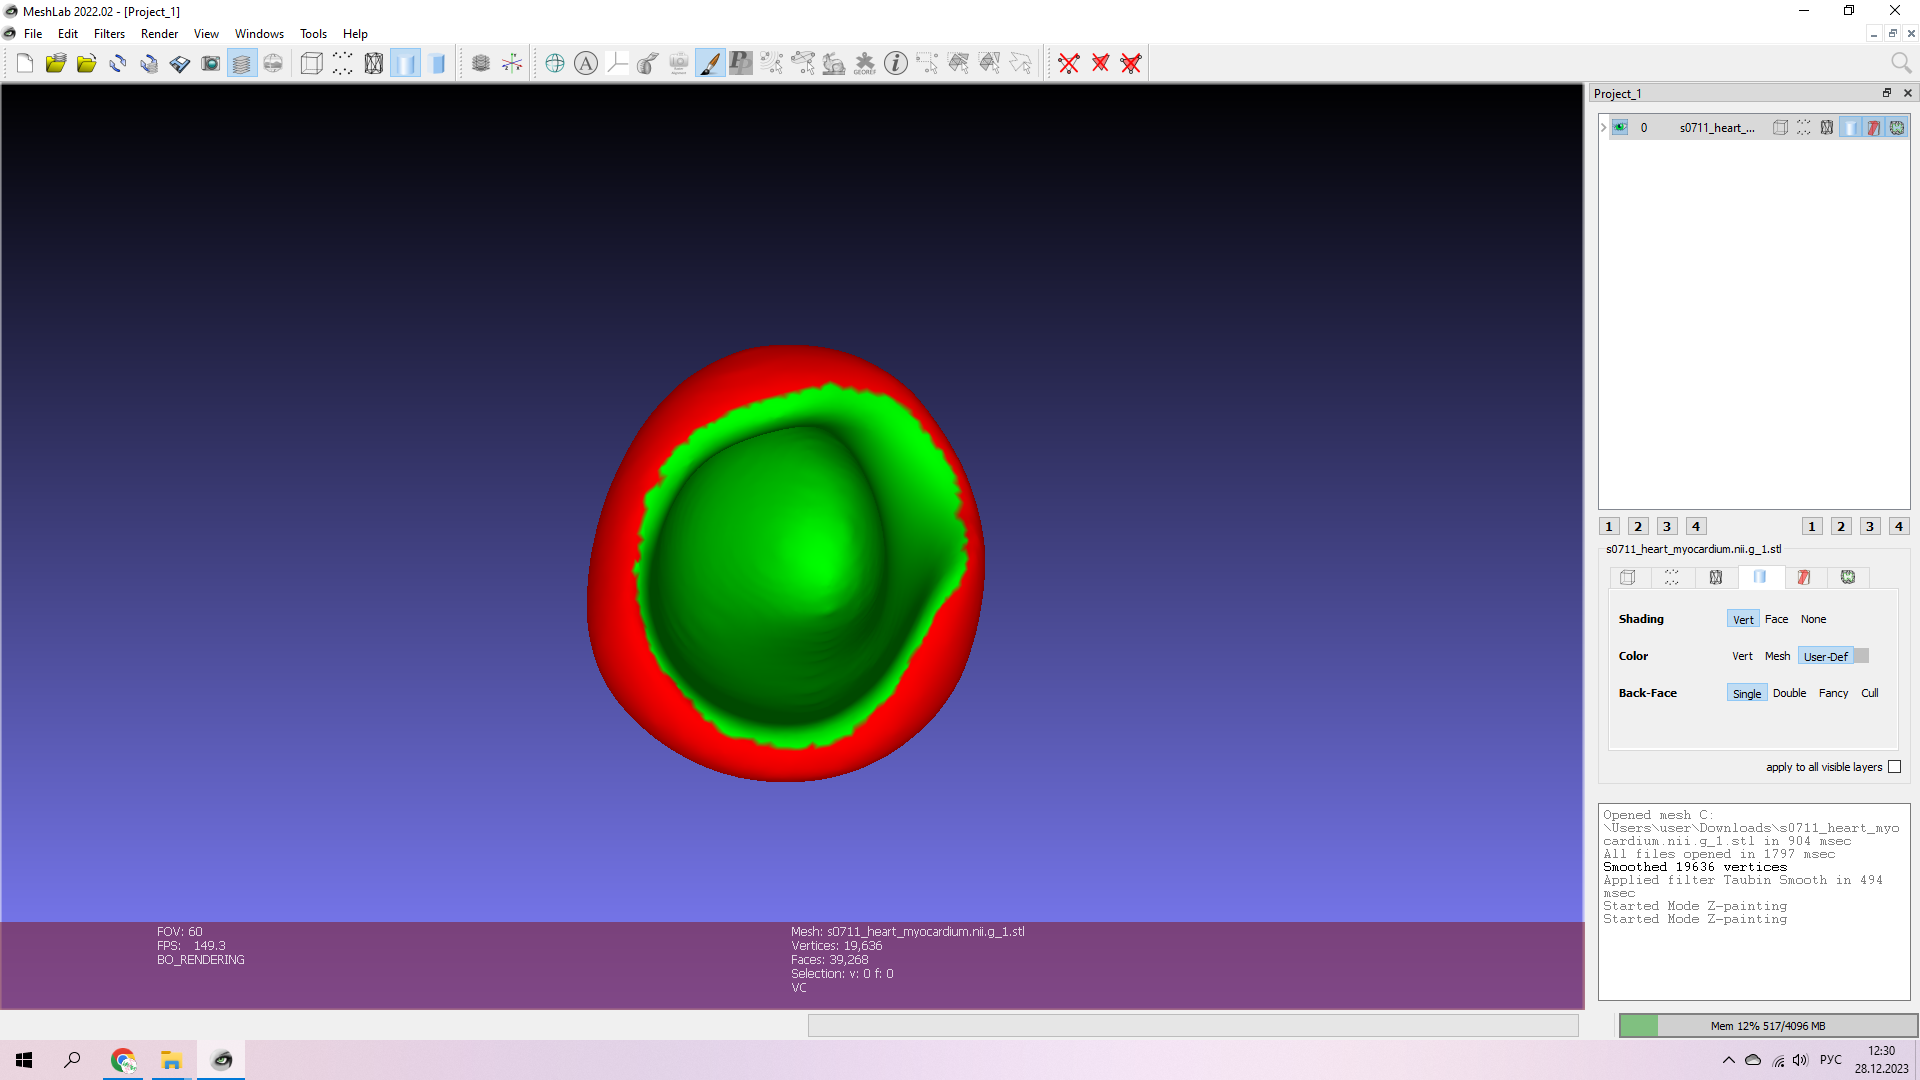 MeshLab 2022.02 - [Project_1]
File Edit Filters Render View Windows Tools Help
A
GEOREF
Project_1
0 s0711_heart_...
1 2 3 4 1 2 3 4
s0711_heart_myocardium.nii.g_1.stl
Shading Vert Face None
Color Vert Mesh User-Def
Back-Face Single Double Fancy Cull
apply to all visible layers
Opened mesh C:
\Users\user\Downloads\s0711_heart_myo
cardium.nii.g_1.stl in 904 msec
All files opened in 1797 msec
Smoothed 19636 vertices
Applied filter Taubin Smooth in 494
msec
Started Mode Z-painting
Started Mode Z-painting
FOV: 60
FPS: 149.3
BO_RENDERING
Mesh: s0711_heart_myocardium.nii.g_1.stl
Vertices: 19,636
Faces: 39,268
Selection: v: 0 f: 0
VC
Mem 12% 517/4096 MB
РУС
12:30
28.12.2023